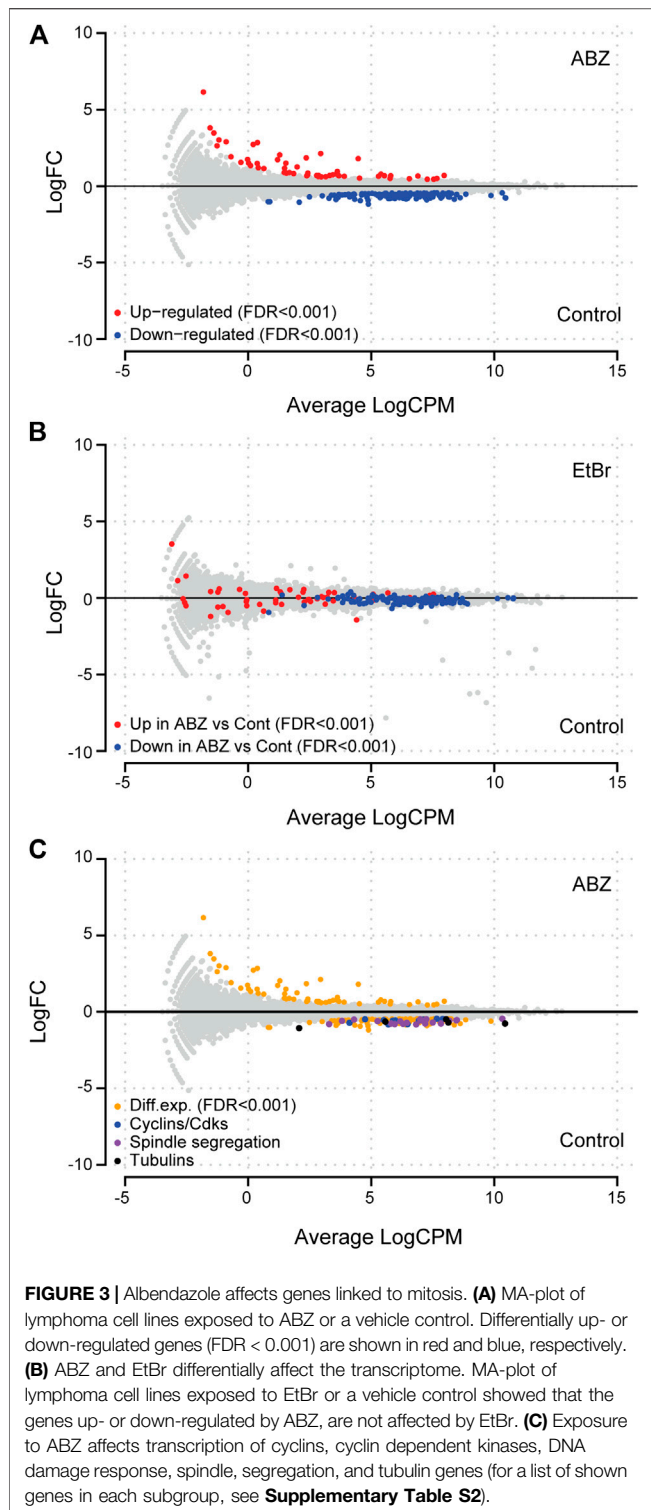 A
ABZ
10
5
0
-5
-10
LogFC
Up-regulated (FDR<0.001)
Down-regulated (FDR<0.001)
Control
-5
0
5
10
15
Average LogCPM
B
EtBr
10
5
0
-5
-10
LogFC
Up in ABZ vs Cont (FDR<0.001)
Down in ABZ vs Cont (FDR<0.001)
Control
-5
0
5
10
15
Average LogCPM
C
ABZ
10
5
0
-5
-10
LogFC
Diff.exp. (FDR<0.001)
Cyclins/Cdks
Spindle segregation
Tubulins
Control
-5
0
5
10
15
Average LogCPM
FIGURE 3 | Albendazole affects genes linked to mitosis. (A) MA-plot of
lymphoma cell lines exposed to ABZ or a vehicle control. Differentially up- or
down-regulated genes (FDR < 0.001) are shown in red and blue, respectively.
(B) ABZ and EtBr differentially affect the transcriptome. MA-plot of
lymphoma cell lines exposed to EtBr or a vehicle control showed that the
genes up- or down-regulated by ABZ, are not affected by EtBr. (C) Exposure
to ABZ affects transcription of cyclins, cyclin dependent kinases, DNA
damage response, spindle, segregation, and tubulin genes (for a list of shown
genes in each subgroup, see Supplementary Table S2).